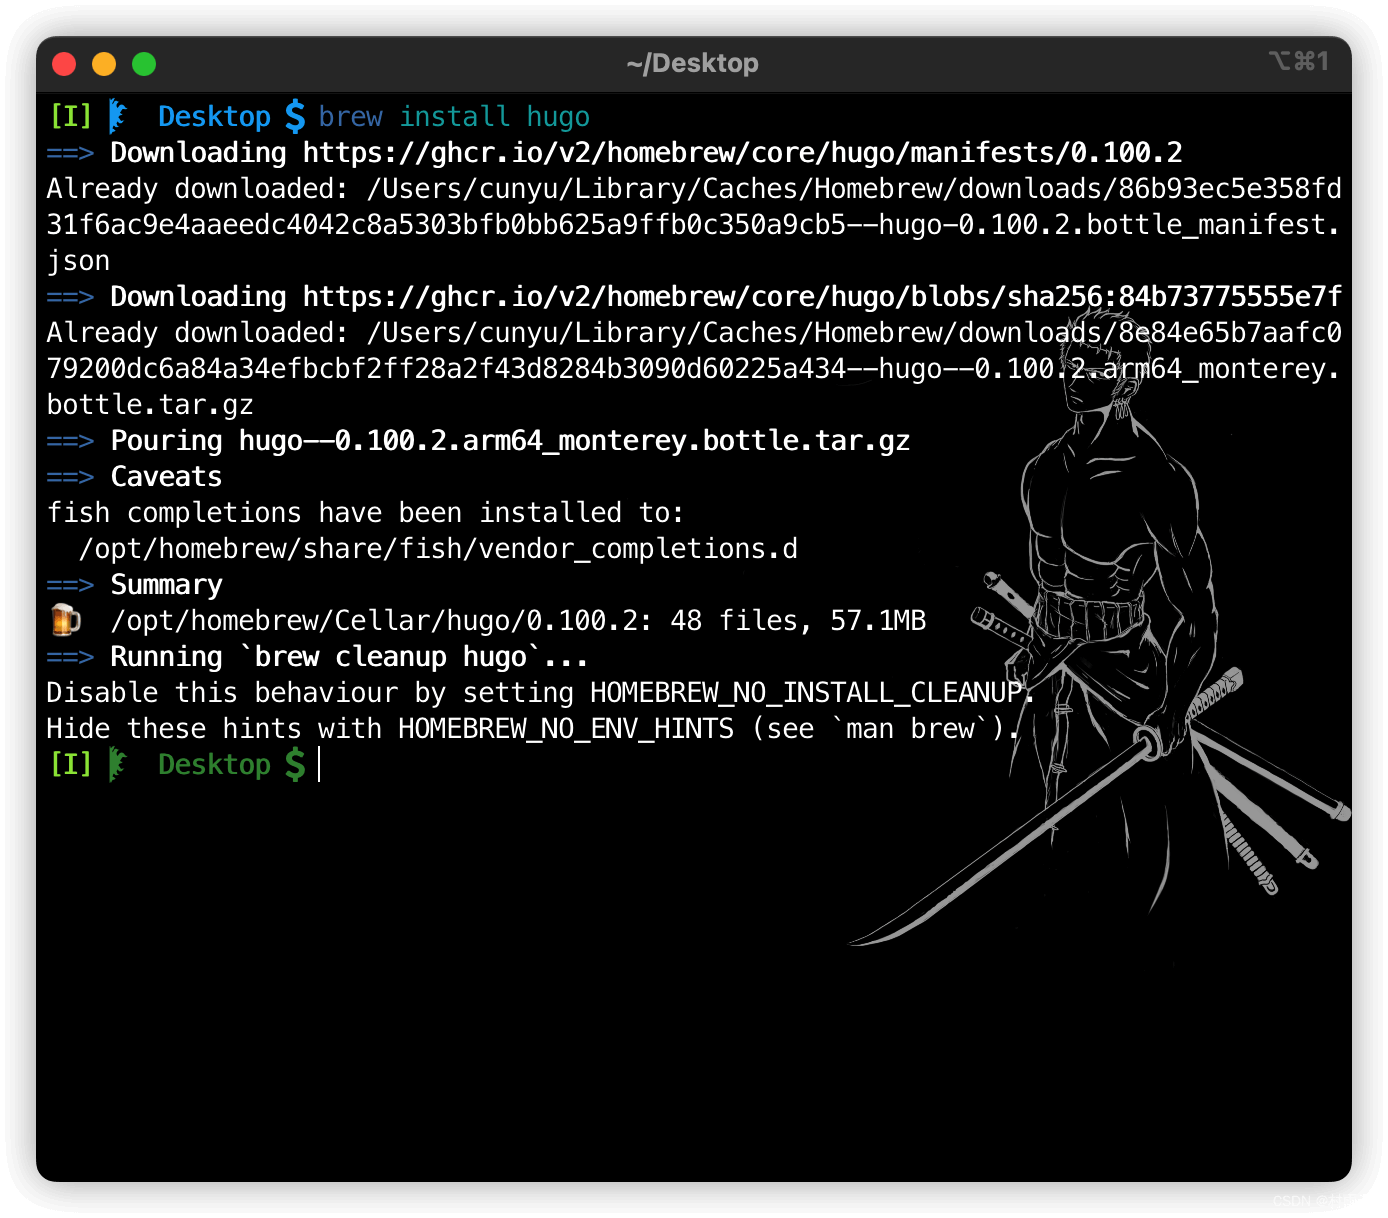 ~/Desktop
⌥⌘1
[I] Desktop $ brew install hugo
==> Downloading https://ghcr.io/v2/homebrew/core/hugo/manifests/0.100.2
Already downloaded: /Users/cunyu/Library/Caches/Homebrew/downloads/86b93ec5e358fd
31f6ac9e4aaeedc4042c8a5303bfb0bb625a9ffb0c350a9cb5--hugo-0.100.2.bottle_manifest.
json
==> Downloading https://ghcr.io/v2/homebrew/core/hugo/blobs/sha256:84b73775555e7f
Already downloaded: /Users/cunyu/Library/Caches/Homebrew/downloads/8e84e65b7aafc0
79200dc6a84a34efbcbf2ff28a2f43d8284b3090d60225a434--hugo--0.100.2.arm64_monterey.
bottle.tar.gz
==> Pouring hugo--0.100.2.arm64_monterey.bottle.tar.gz
==> Caveats
fish completions have been installed to:
  /opt/homebrew/share/fish/vendor_completions.d
==> Summary
🍺  /opt/homebrew/Cellar/hugo/0.100.2: 48 files, 57.1MB
==> Running `brew cleanup hugo`...
Disable this behaviour by setting HOMEBREW_NO_INSTALL_CLEANUP.
Hide these hints with HOMEBREW_NO_ENV_HINTS (see `man brew`).
[I] Desktop $